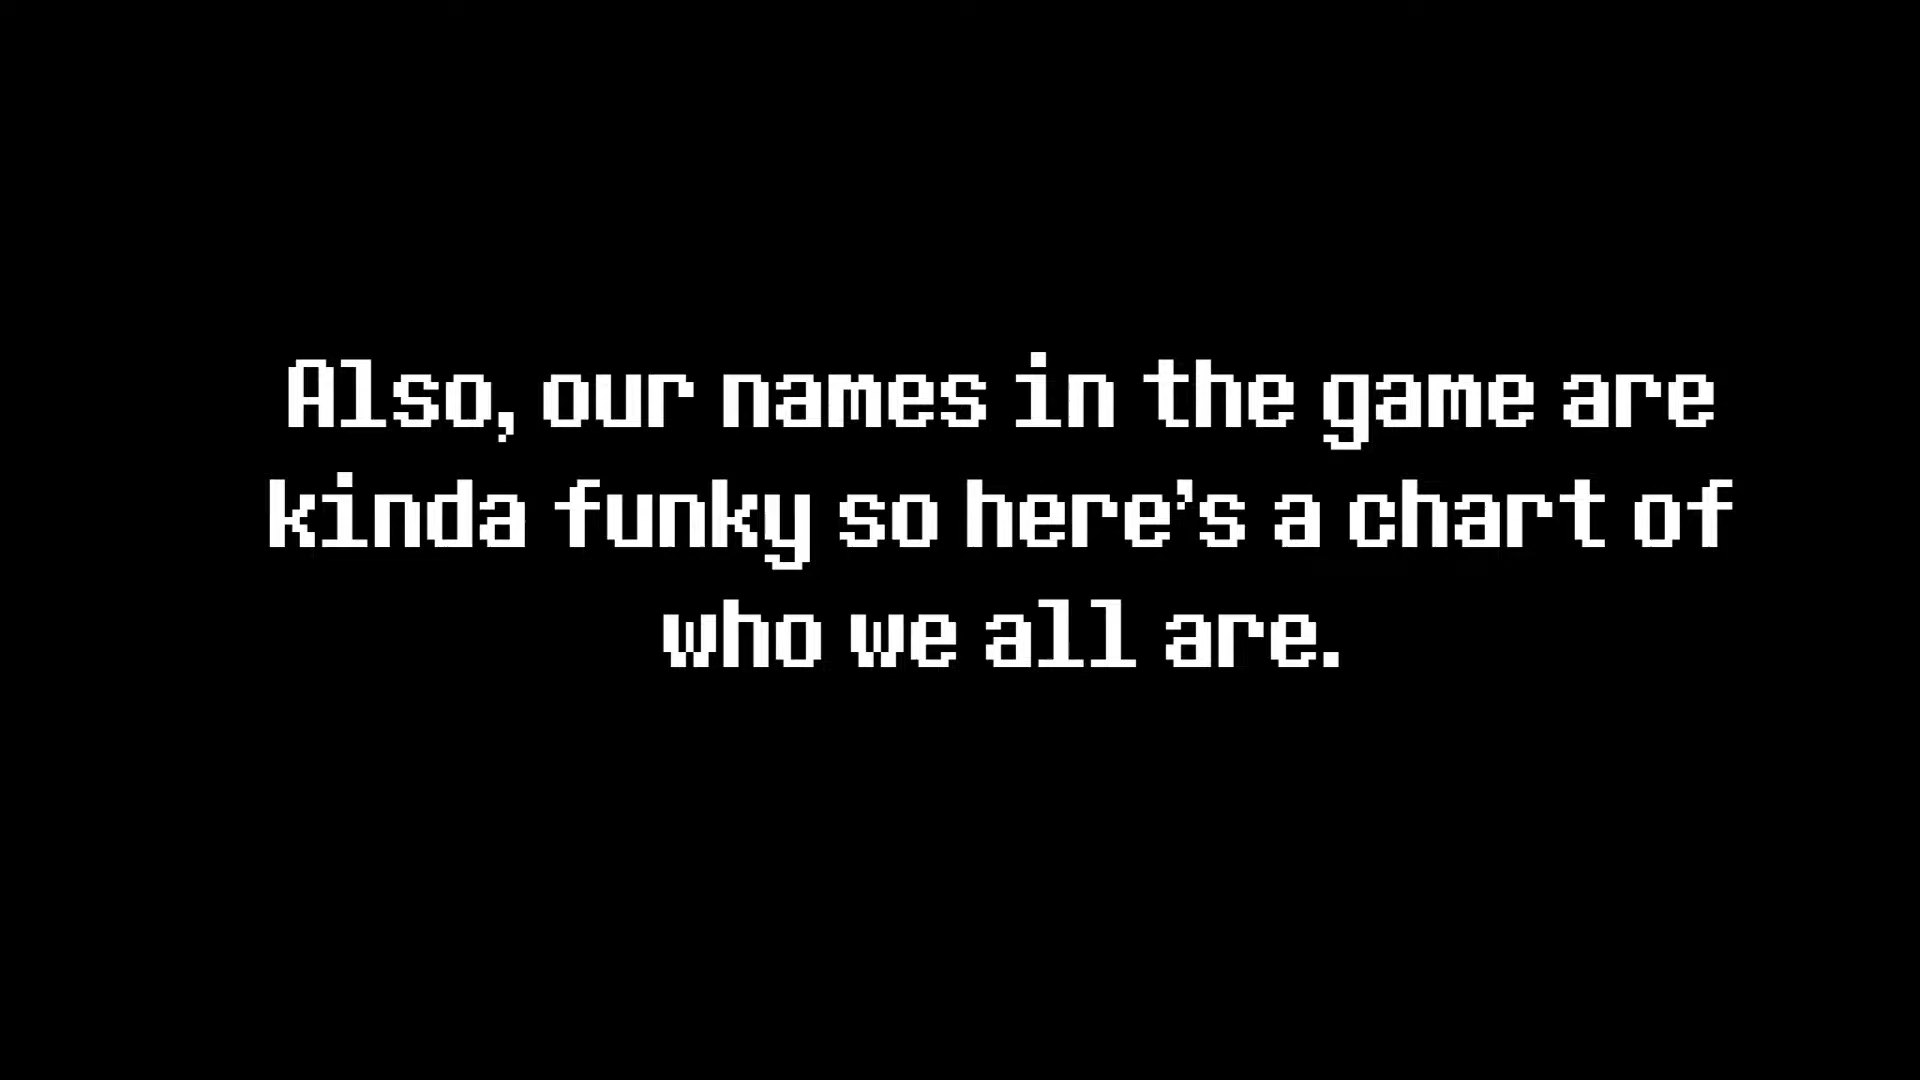 Also, our names in the game are
kinda funky so here's a chart of
who we all are.